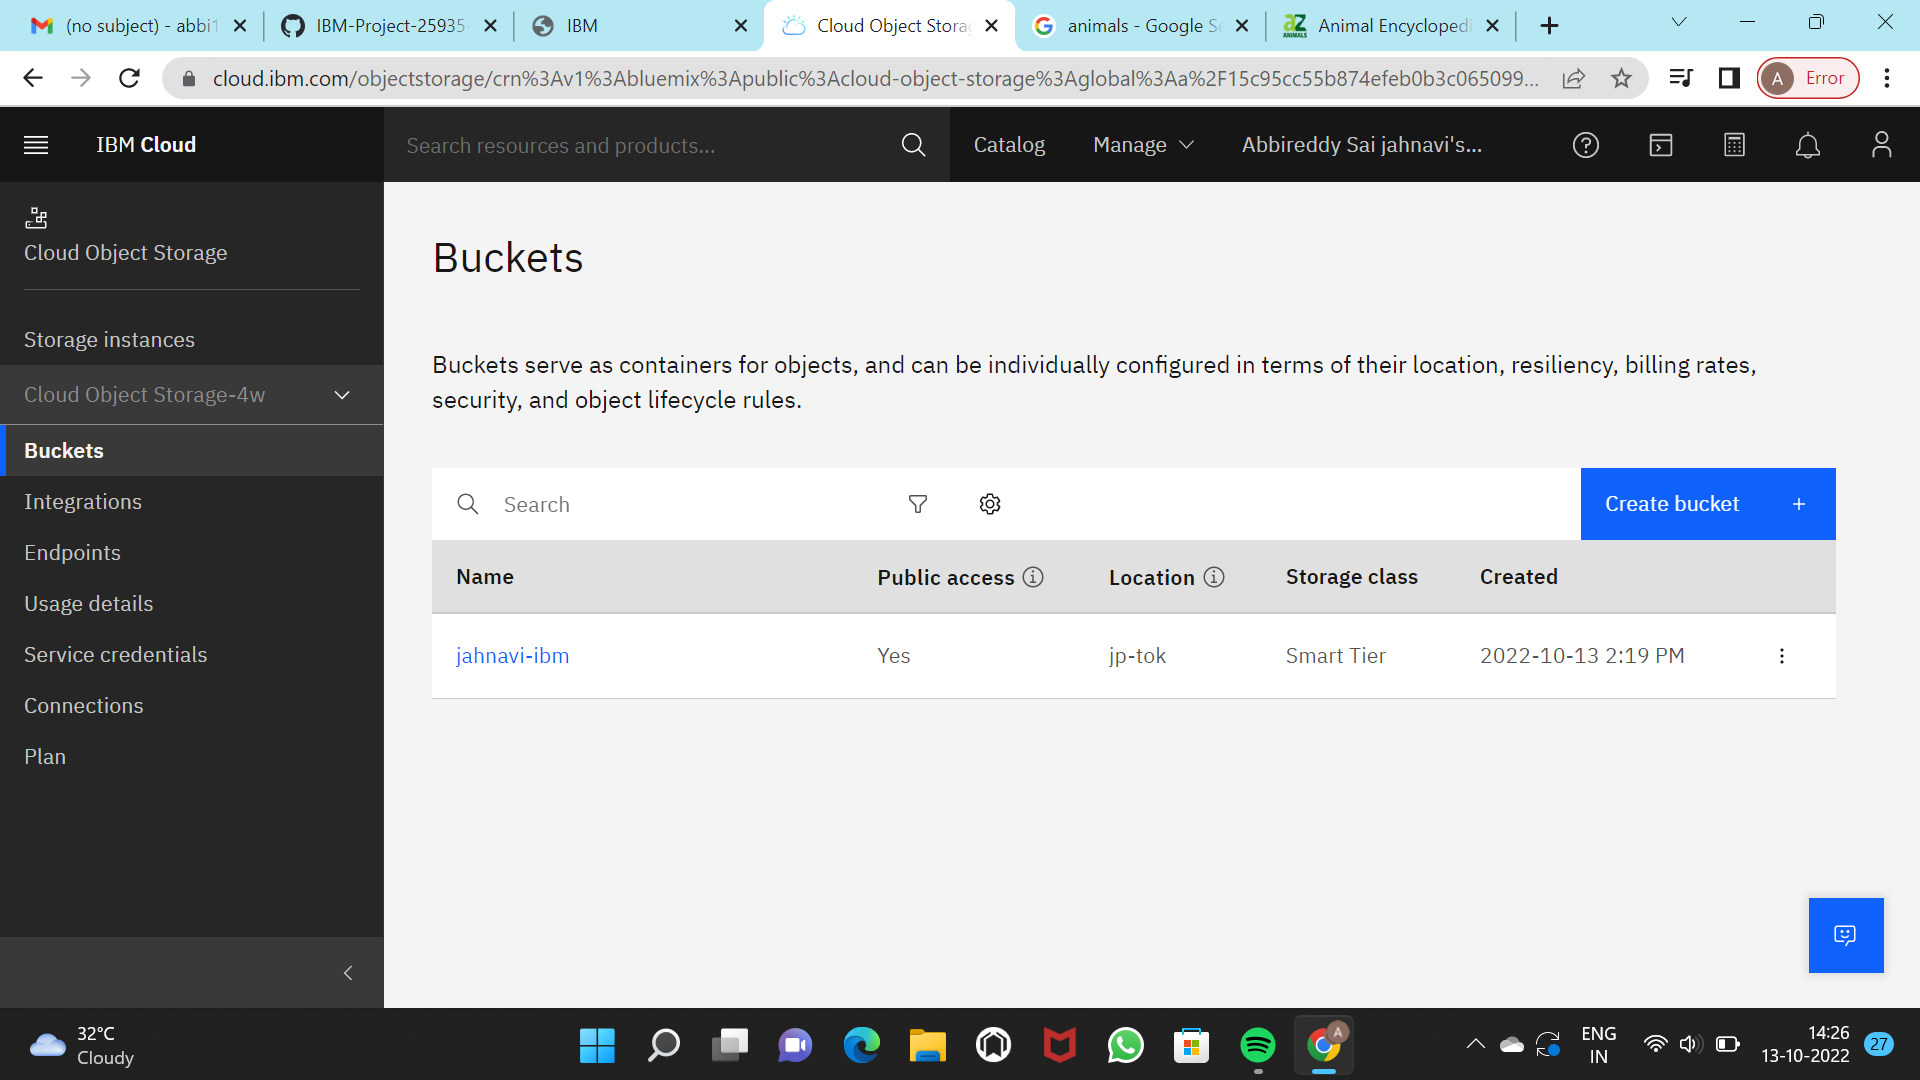 (no subject) - abbi1
IBM-Project-25935-
IBM
Cloud Object Stora
animals - Google Se
Animal Encyclopedi
cloud.ibm.com/objectstorage/crn%3Av1%3Abluemix%3Apublic%3Acloud-object-storage%3Aglobal%3Aa%2F15c95cc55b874efeb0b3c065099...
A Error
IBM Cloud
Search resources and products...
Catalog
Manage
Abbireddy Sai jahnavi's...
Cloud Object Storage
Storage instances
Cloud Object Storage-4w
Buckets
Integrations
Endpoints
Usage details
Service credentials
Connections
Plan
Buckets
Buckets serve as containers for objects, and can be individually configured in terms of their location, resiliency, billing rates,
security, and object lifecycle rules.
Search
Create bucket +
Name Public access Location Storage class Created
jahnavi-ibm Yes jp-tok Smart Tier 2022-10-13 2:19 PM
32°C
Cloudy
A
ENG
IN
14:26
13-10-2022
27